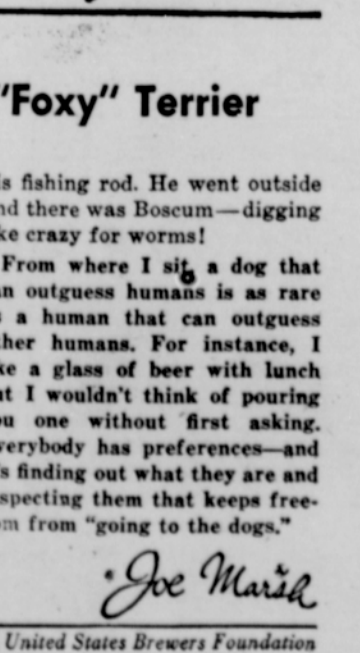 "Foxy" Terrier
s fishing rod. He went outside
nd there was Boscum—digging
ke crazy for worms!
From where I sit, a dog that
n outguess humans is as rare
a human that can outguess
her humans. For instance, I
ke a glass of beer with lunch
t I wouldn't think of pouring
u one without first asking.
verybody has preferences—and
s finding out what they are and
specting them that keeps free-
m from "going to the dogs."
Joe Marsh
United States Brewers Foundation